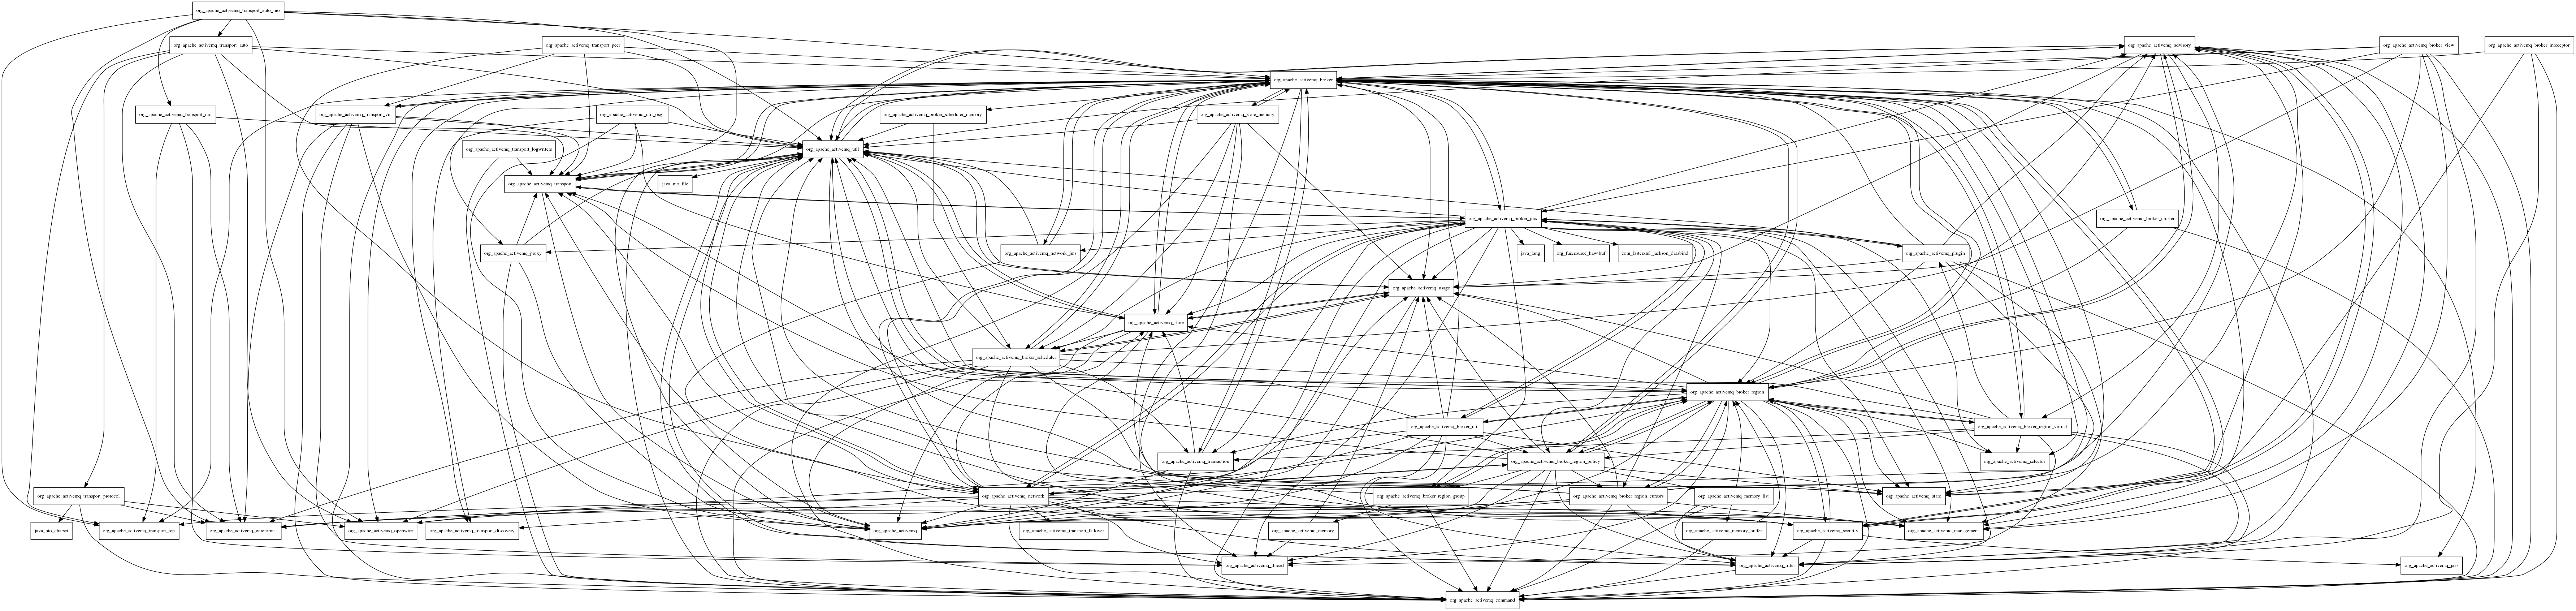 org_apache_activemq_transport_auto_nio
org_apache_activemq_transport_auto
org_apache_activemq_transport_peer
org_apache_activemq_advisory
org_apache_activemq_broker_view
org_apache_activemq_broker_interceptor
org_apache_activemq_broker
org_apache_activemq_transport_nio
org_apache_activemq_transport_vm
org_apache_activemq_util_osgi
org_apache_activemq_broker_scheduler_memory
org_apache_activemq_store_memory
org_apache_activemq_transport_logwriters
org_apache_activemq_util
org_apache_activemq_transport
java_nio_file
org_apache_activemq_broker_jmx
org_apache_activemq_broker_cluster
org_apache_activemq_proxy
org_apache_activemq_network_jms
java_lang
org_fusesource_hawtbuf
com_fasterxml_jackson_databind
org_apache_activemq_plugin
org_apache_activemq_usage
org_apache_activemq_store
org_apache_activemq_broker_scheduler
org_apache_activemq_broker_region
org_apache_activemq_broker_util
org_apache_activemq_broker_region_virtual
org_apache_activemq_transaction
org_apache_activemq_broker_region_policy
org_apache_activemq_selector
org_apache_activemq_transport_protocol
org_apache_activemq_network
org_apache_activemq_broker_region_group
org_apache_activemq_broker_region_cursors
org_apache_activemq_memory_list
org_apache_activemq_state
java_nio_channel
org_apache_activemq_transport_tcp
org_apache_activemq_wireformat
org_apache_activemq_openwire
org_apache_activemq_transport_discovery
org_apache_activemq
org_apache_activemq_transport_failover
org_apache_activemq_memory
org_apache_activemq_memory_buffer
org_apache_activemq_security
org_apache_activemq_management
org_apache_activemq_thread
org_apache_activemq_filter
org_apache_activemq_jaas
org_apache_activemq_command